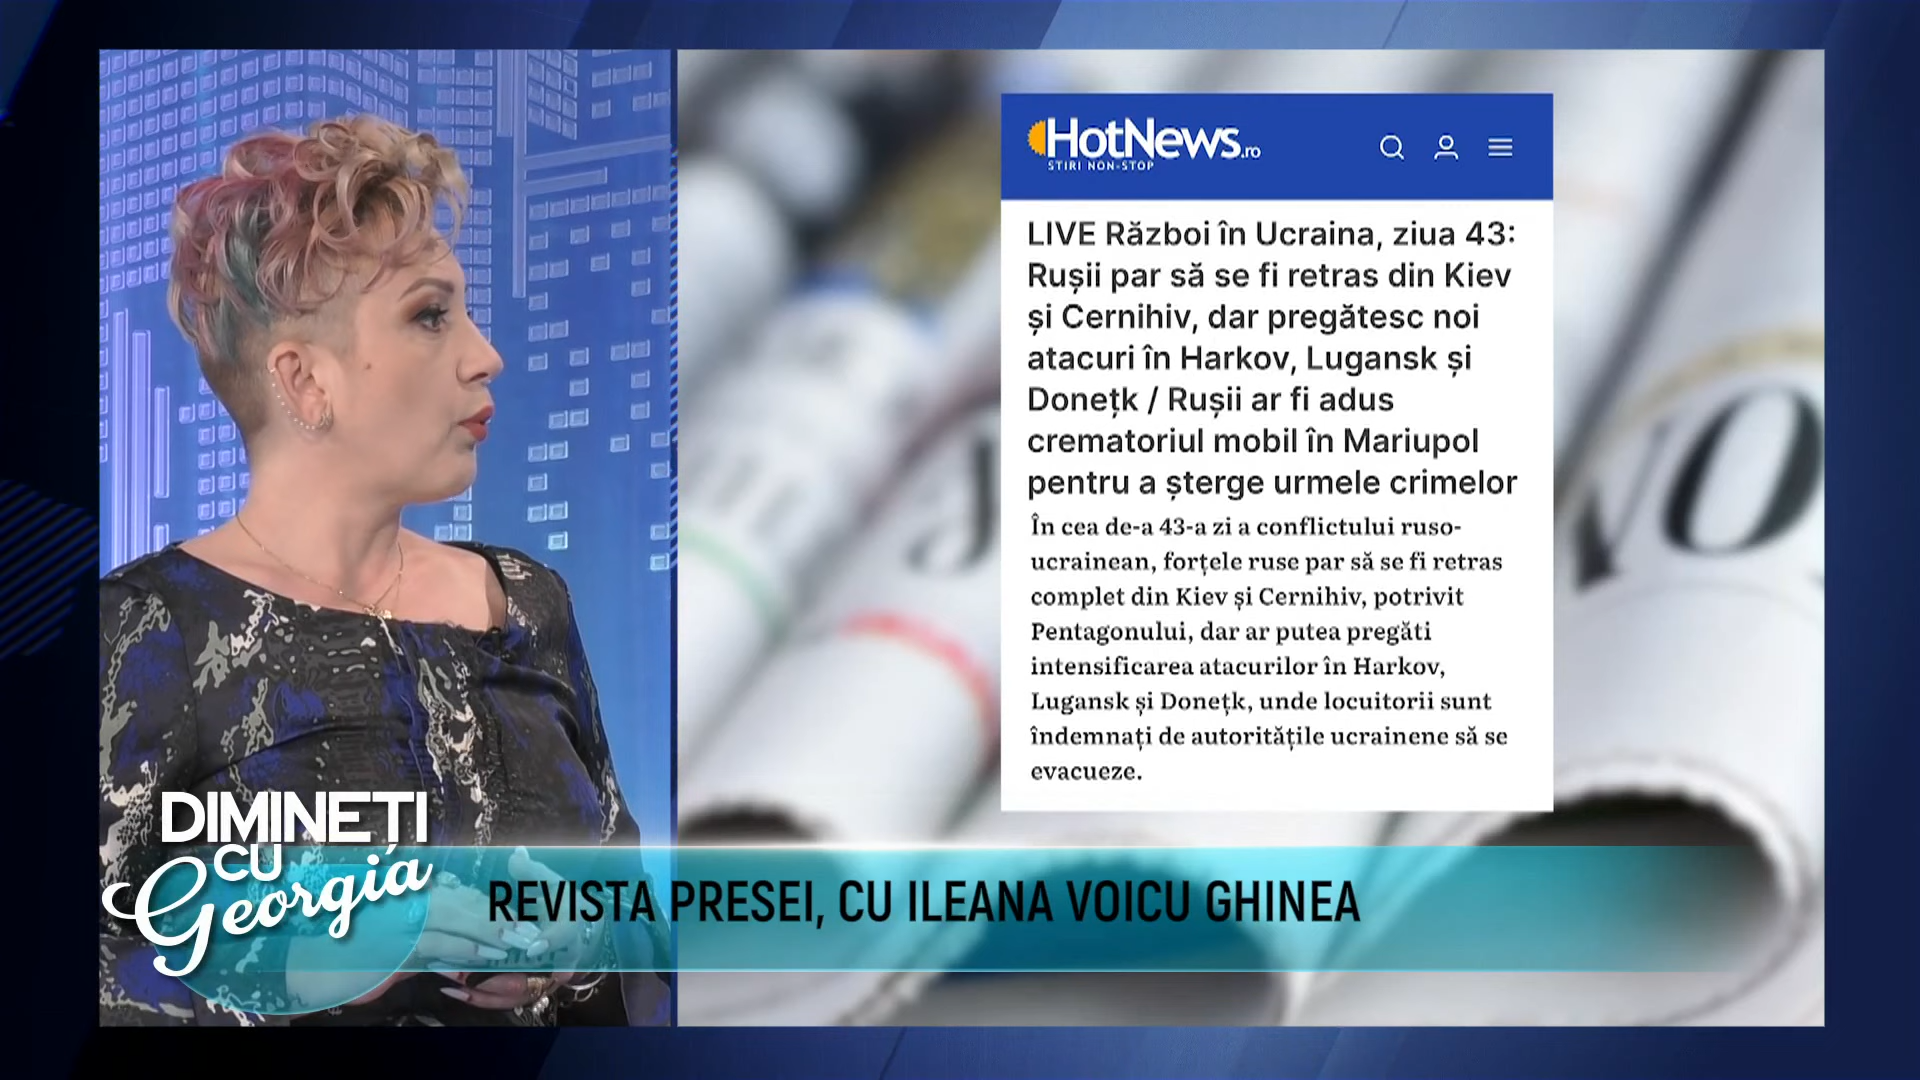 HotNews.ro
STIRI NON-STOP
LIVE Război în Ucraina, ziua 43:
Rușii par să se fi retras din Kiev
și Cernihiv, dar pregătesc noi
atacuri în Harkov, Lugansk și
Donețk / Rușii ar fi adus
crematoriul mobil în Mariupol
pentru a șterge urmele crimelor
În cea de-a 43-a zi a conflictului ruso-
ucrainean, forțele ruse par să se fi retras
complet din Kiev și Cernihiv, potrivit
Pentagonului, dar ar putea pregăti
intensificarea atacurilor în Harkov,
Lugansk și Donețk, unde locuitorii sunt
îndemnați de autoritățile ucrainene să se
evacueze.
DIMINEȚI
CU
Georgia
REVISTA PRESEI, CU ILEANA VOICU GHINEA